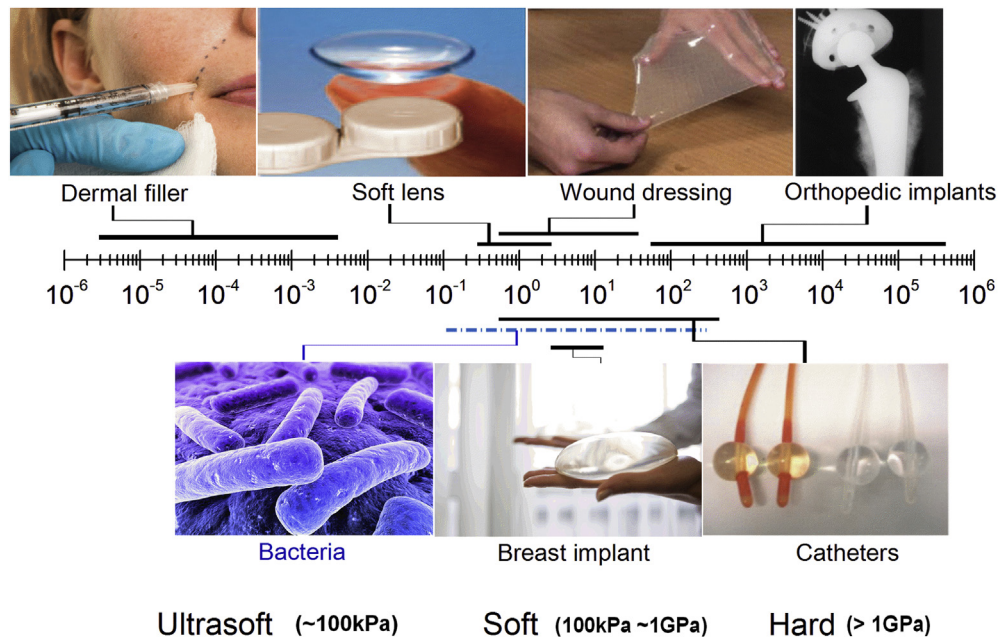 Dermal filler
Soft lens
Wound dressing
Orthopedic implants
10-6 10-5 10-4 10-3 10-2 10-1 100 101 102 103 104 105 106
Bacteria
Breast implant
Catheters
Ultrasoft (~100kPa) Soft (100kPa ~1GPa) Hard (> 1GPa)